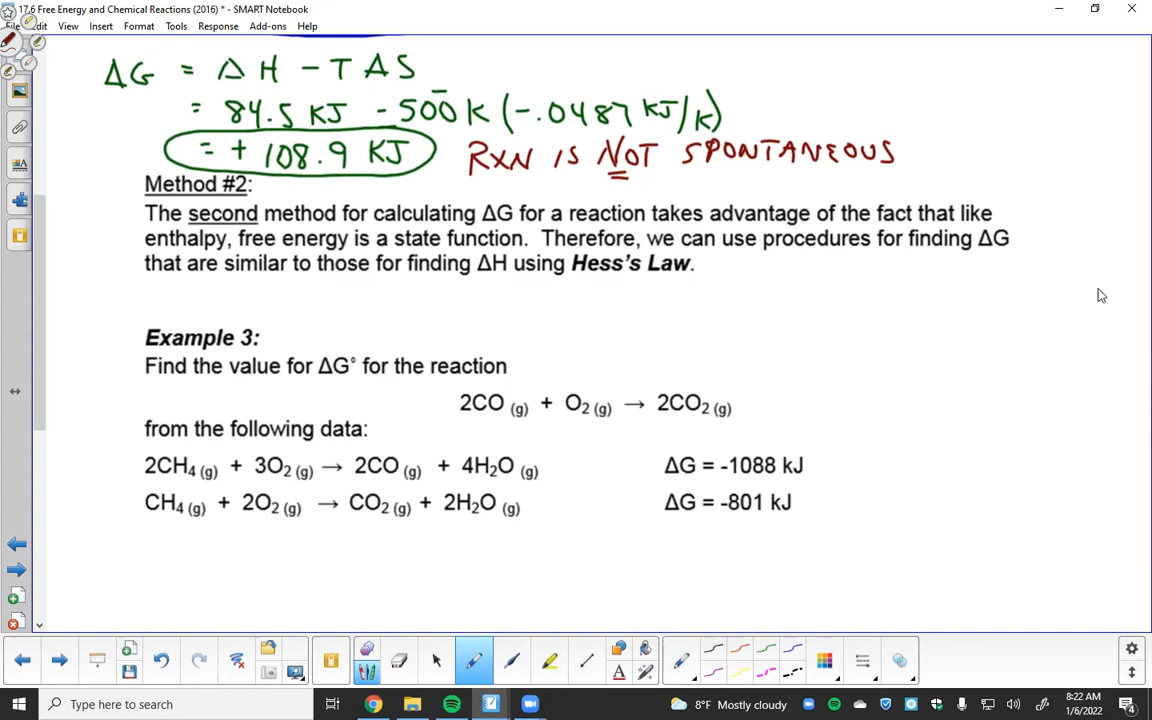 17.6 Free Energy and Chemical Reactions (2016) * - SMART Notebook
File Edit View Insert Format Tools Response Add-ons Help
ΔG = ΔH - TΔS
= 84.5 KJ - 500 K (-.0487 KJ/K)
= + 108.9 KJ RXN IS NOT SPONTANEOUS
Method #2:
The second method for calculating ΔG for a reaction takes advantage of the fact that like
enthalpy, free energy is a state function. Therefore, we can use procedures for finding ΔG
that are similar to those for finding ΔH using Hess's Law.
Example 3:
Find the value for ΔG° for the reaction
2CO (g) + O2 (g) → 2CO2 (g)
from the following data:
2CH4 (g) + 3O2 (g) → 2CO (g) + 4H2O (g) ΔG = -1088 kJ
CH4 (g) + 2O2 (g) → CO2 (g) + 2H2O (g) ΔG = -801 kJ
Type here to search
8°F Mostly cloudy
8:22 AM
1/6/2022
4